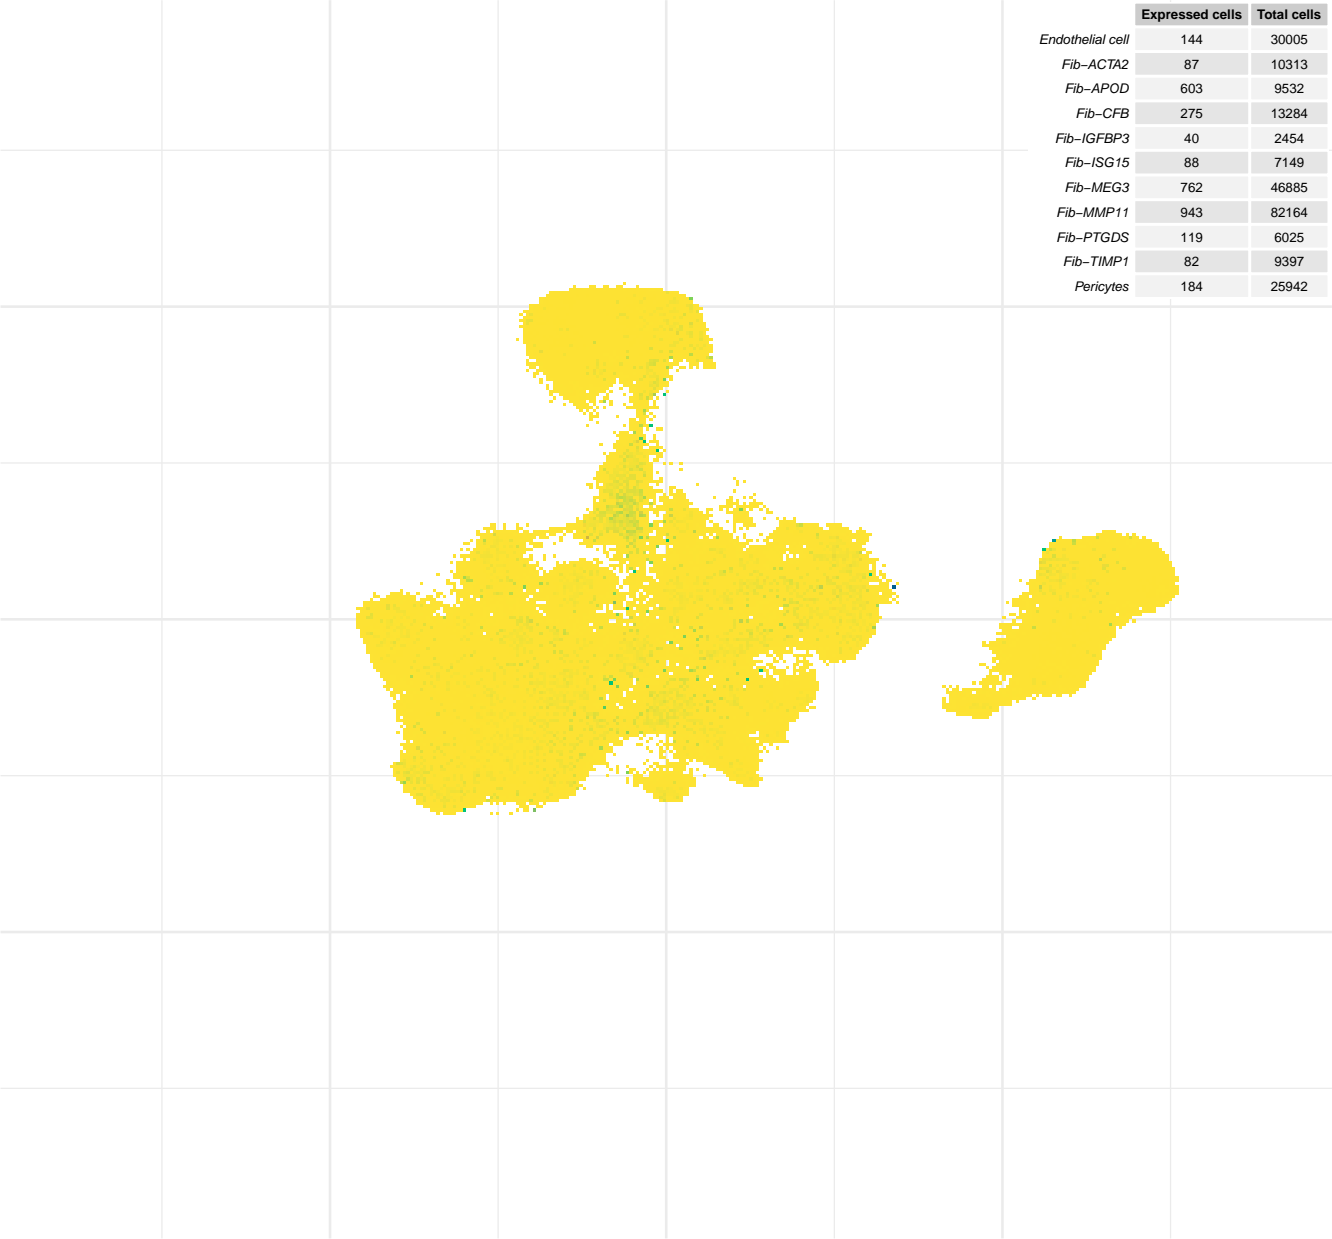 Expressed cells Total cells
Endothelial cell 144 30005
Fib−ACTA2 87 10313
Fib−APOD 603 9532
Fib−CFB 275 13284
Fib−IGFBP3 40 2454
Fib−ISG15 88 7149
Fib−MEG3 762 46885
Fib−MMP11 943 82164
Fib−PTGDS 119 6025
Fib−TIMP1 82 9397
Pericytes 184 25942